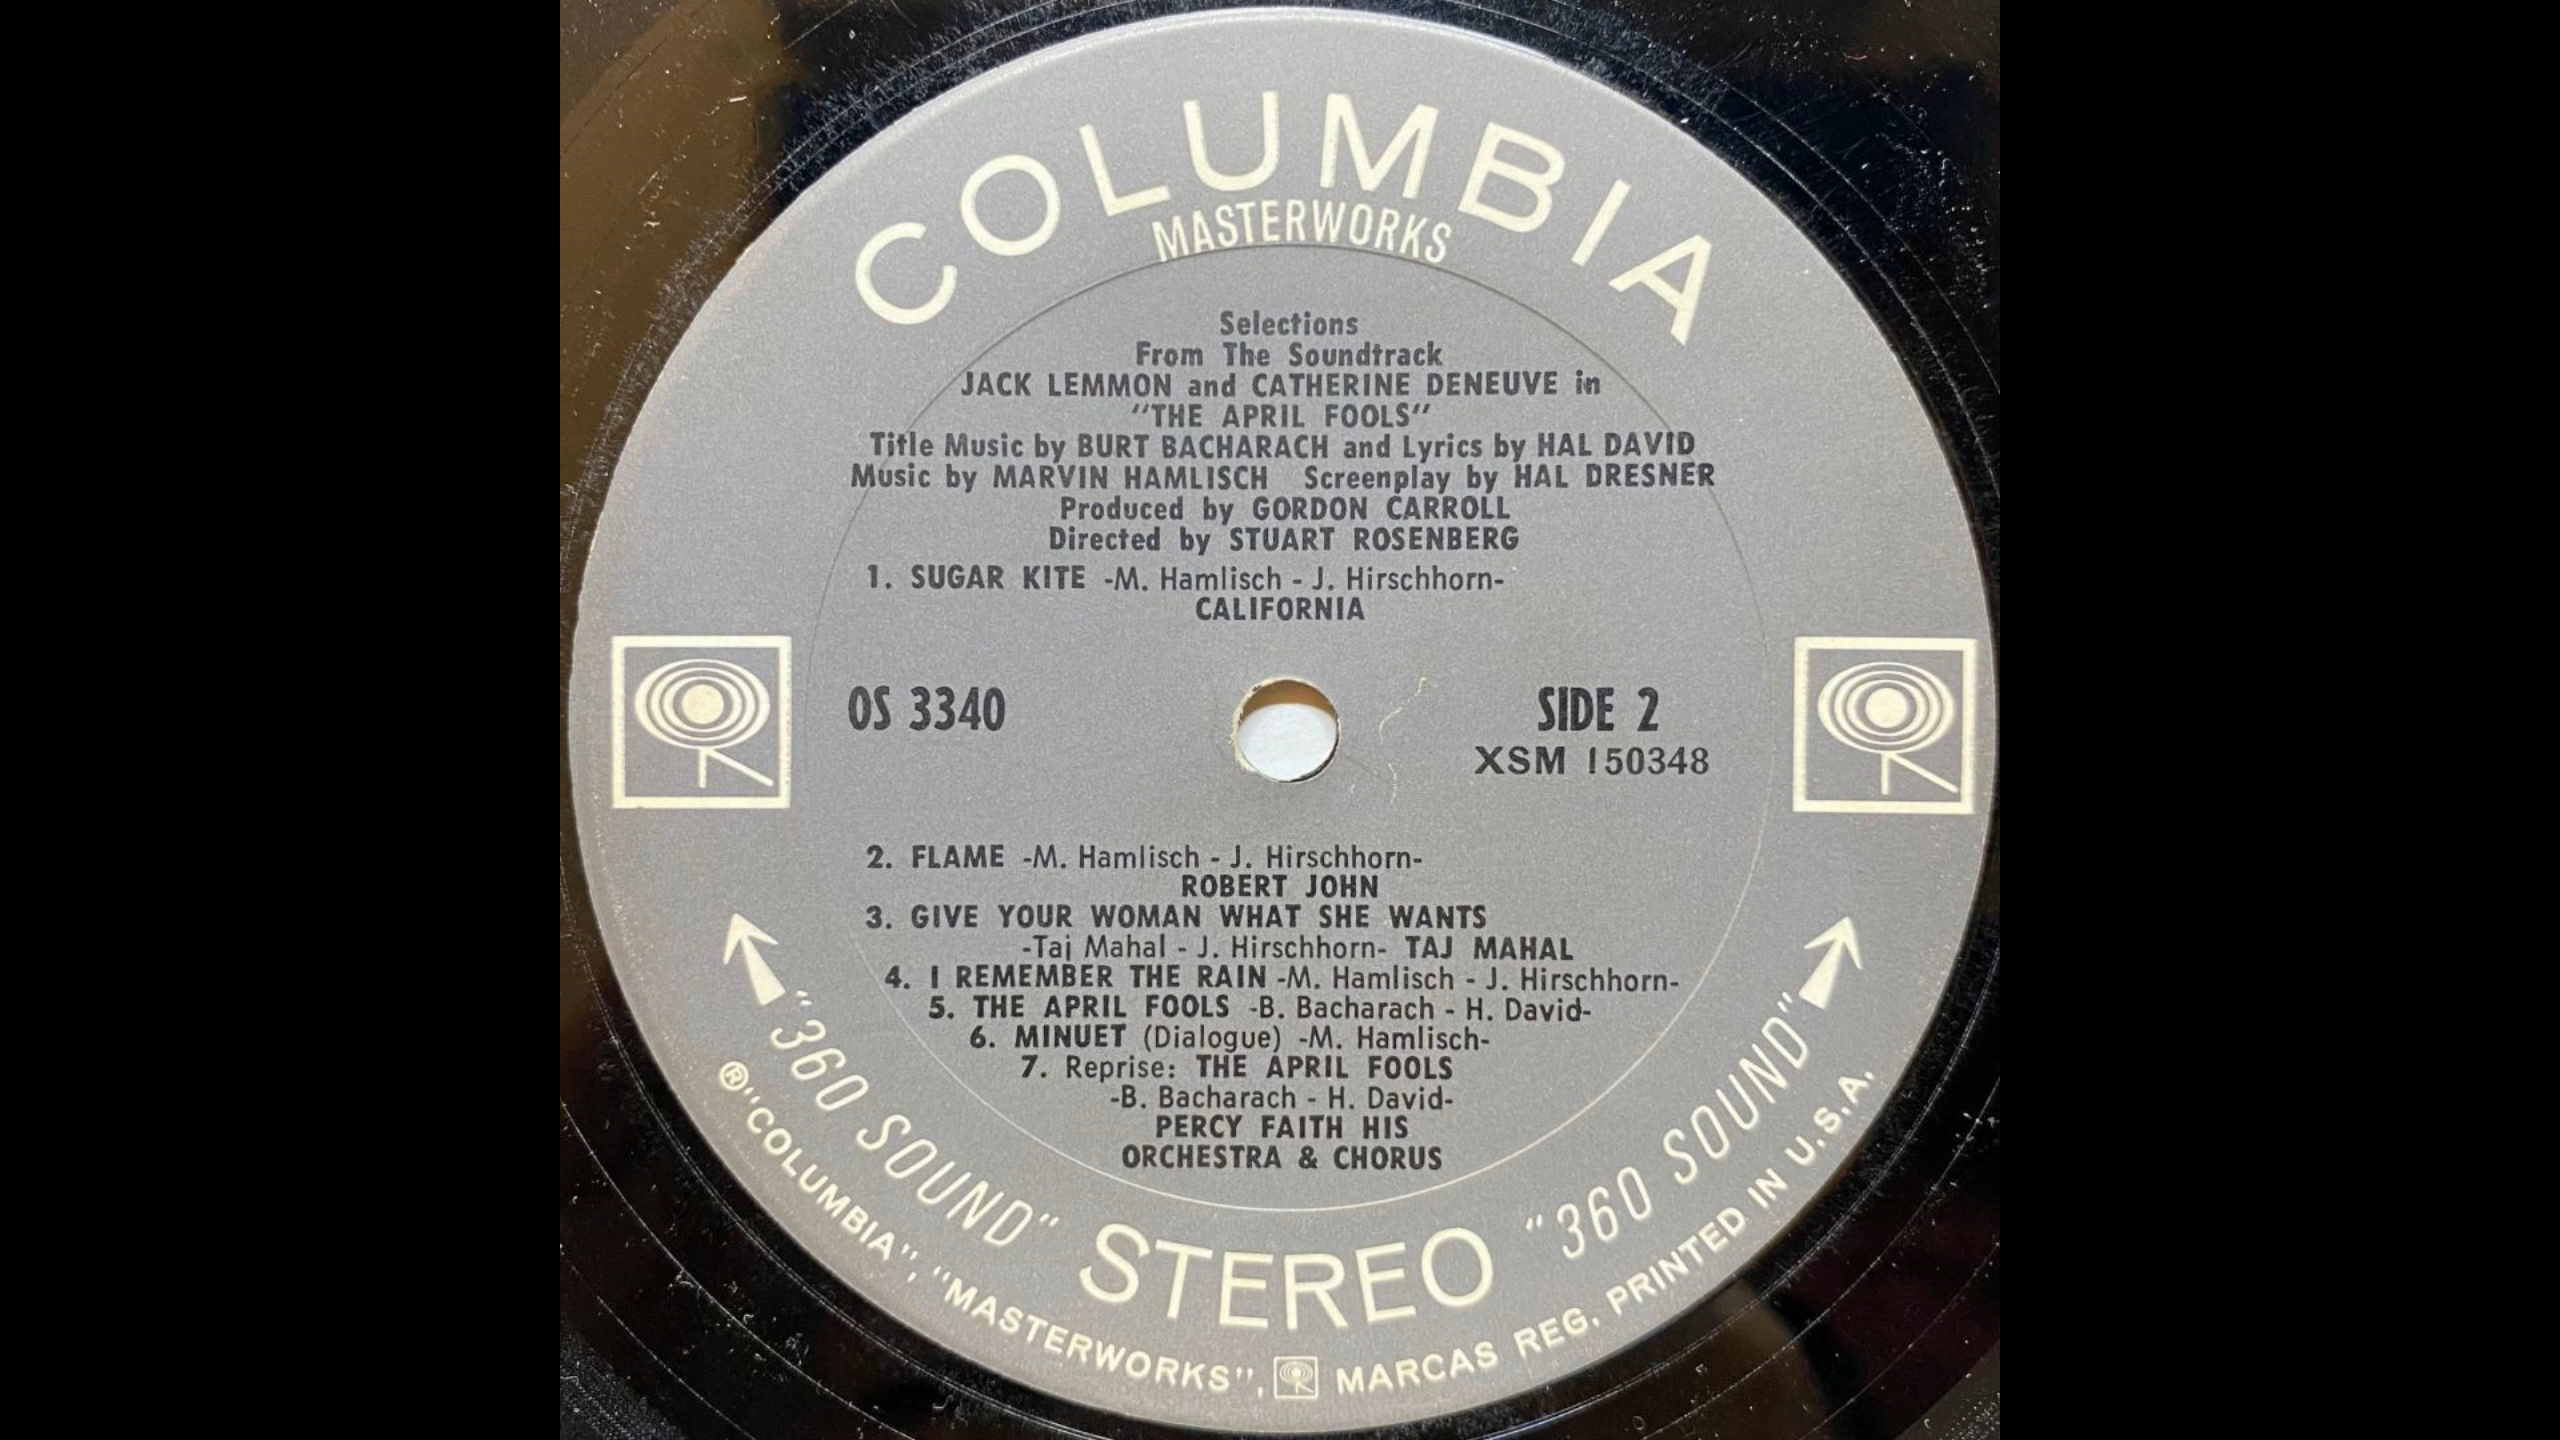 COLUMBIA
MASTERWORKS
Selections
From The Soundtrack
JACK LEMMON and CATHERINE DENEUVE in
"THE APRIL FOOLS"
Title Music by BURT BACHARACH and Lyrics by HAL DAVID
Music by MARVIN HAMLISCH Screenplay by HAL DRESNER
Produced by GORDON CARROLL
Directed by STUART ROSENBERG
1. SUGAR KITE -M. Hamlisch - J. Hirschhorn-
CALIFORNIA
OS 3340
SIDE 2
XSM 150348
2. FLAME -M. Hamlisch - J. Hirschhorn-
ROBERT JOHN
3. GIVE YOUR WOMAN WHAT SHE WANTS
-Taj Mahal - J. Hirschhorn- TAJ MAHAL
4. I REMEMBER THE RAIN -M. Hamlisch - J. Hirschhorn-
5. THE APRIL FOOLS -B. Bacharach - H. David-
6. MINUET (Dialogue) -M. Hamlisch-
7. Reprise: THE APRIL FOOLS
-B. Bacharach - H. David-
PERCY FAITH HIS
ORCHESTRA & CHORUS
"360 SOUND" STEREO "360 SOUND"
® "COLUMBIA", "MASTERWORKS", MARCAS REG. PRINTED IN U.S.A.